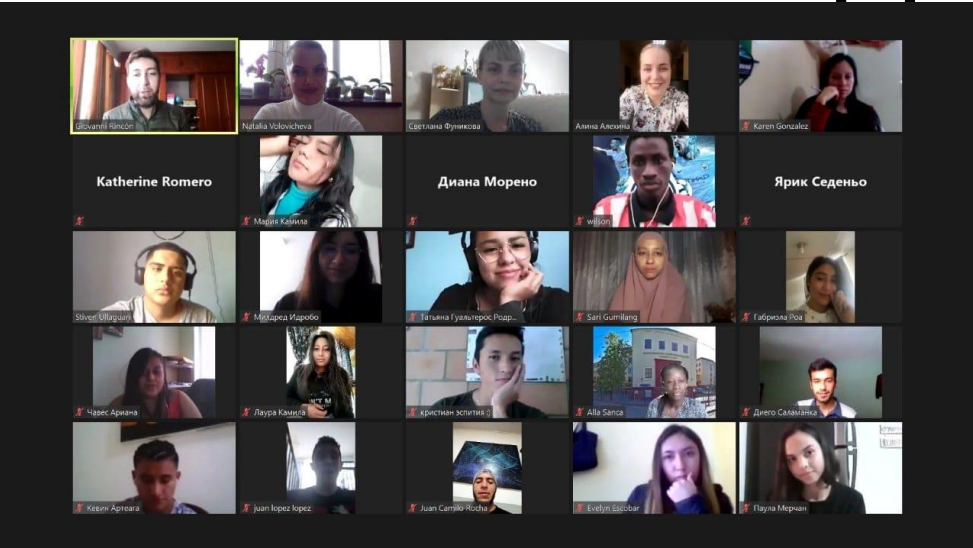 Giovanni Rincón
Natalia Volovicheva
Светлана Фуникова
Алина Алехина
Karen Gonzalez
Katherine Romero
Мария Камила
Диана Морено
wilson
Ярик Седеньо
Stiven Ullaguari
Милдред Идробо
Татьяна Гуальтерос Родр...
Sari Gumilang
Габриэла Роа
Чавес Ариана
Лаура Камила
кристиан эспития :)
Alla Sanca
Диего Саламанка
Кевин Артеага
juan lopez lopez
Juan Camilo Rocha
Evelyn Escobar
Паула Мерчан